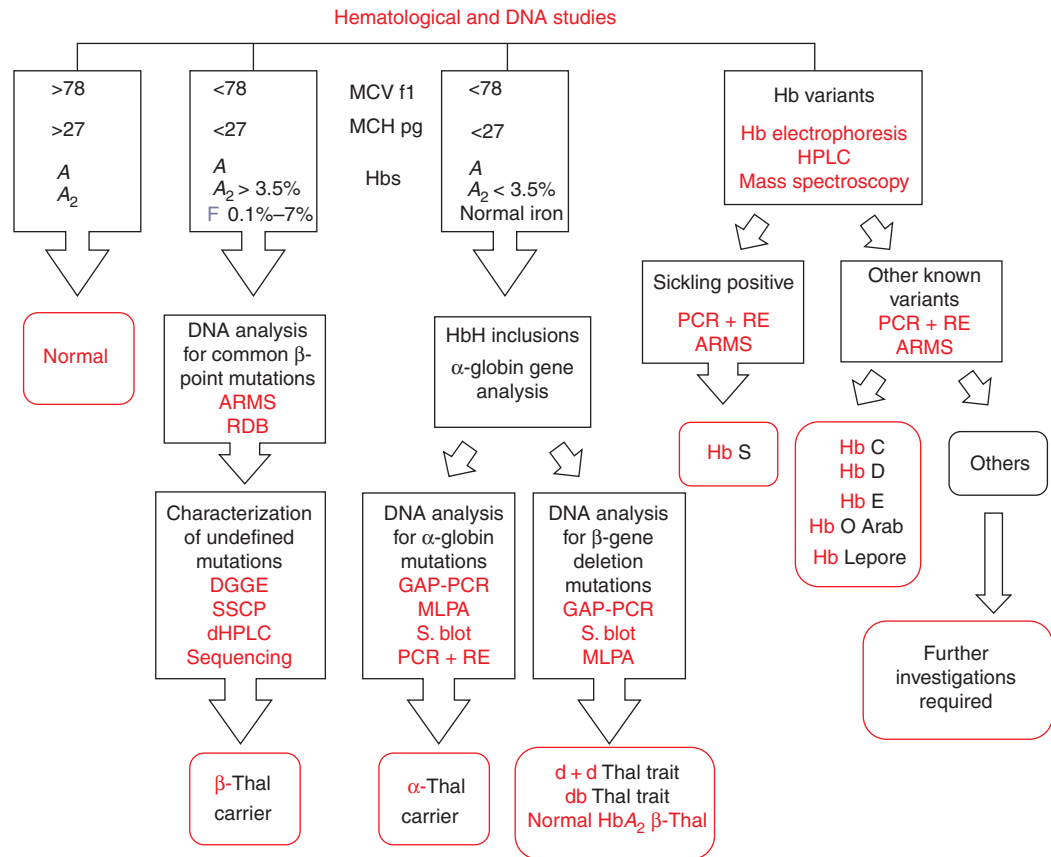 Hematological and DNA studies
>78
>27
A
A₂
<78
<27
A
A₂ > 3.5%
F 0.1%–7%
MCV f1
MCH pg
Hbs
<78
<27
A
A₂ < 3.5%
Normal iron
Hb variants
Hb electrophoresis
HPLC
Mass spectroscopy
Normal
DNA analysis
for common β-
point mutations
ARMS
RDB
HbH inclusions
α-globin gene
analysis
Sickling positive
PCR + RE
ARMS
Other known
variants
PCR + RE
ARMS
Characterization
of undefined
mutations
DGGE
SSCP
dHPLC
Sequencing
DNA analysis
for α-globin
mutations
GAP-PCR
MLPA
S. blot
PCR + RE
DNA analysis
for β-gene
deletion
mutations
GAP-PCR
S. blot
MLPA
Hb S
Hb C
Hb D
Hb E
Hb O Arab
Hb Lepore
Others
Further
investigations
required
β-Thal
carrier
α-Thal
carrier
d + d Thal trait
db Thal trait
Normal HbA₂ β-Thal